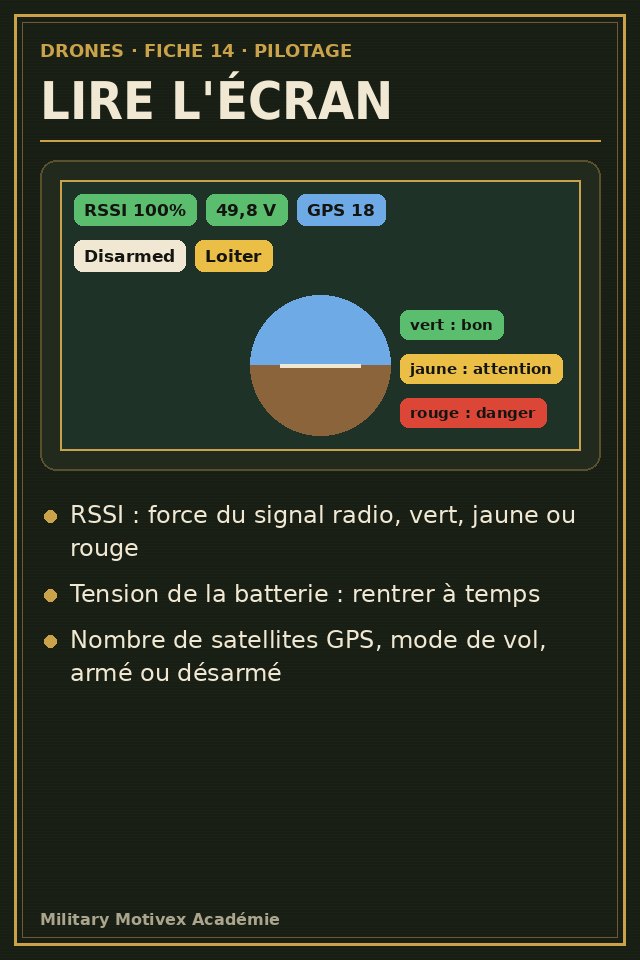 DRONES · FICHE 14 · PILOTAGE
LIRE L'ÉCRAN
RSSI 100% 49,8 V GPS 18
Disarmed Loiter
vert : bon
jaune : attention
rouge : danger
RSSI : force du signal radio, vert, jaune ou
rouge
Tension de la batterie : rentrer à temps
Nombre de satellites GPS, mode de vol,
armé ou désarmé
Military Motivex Académie